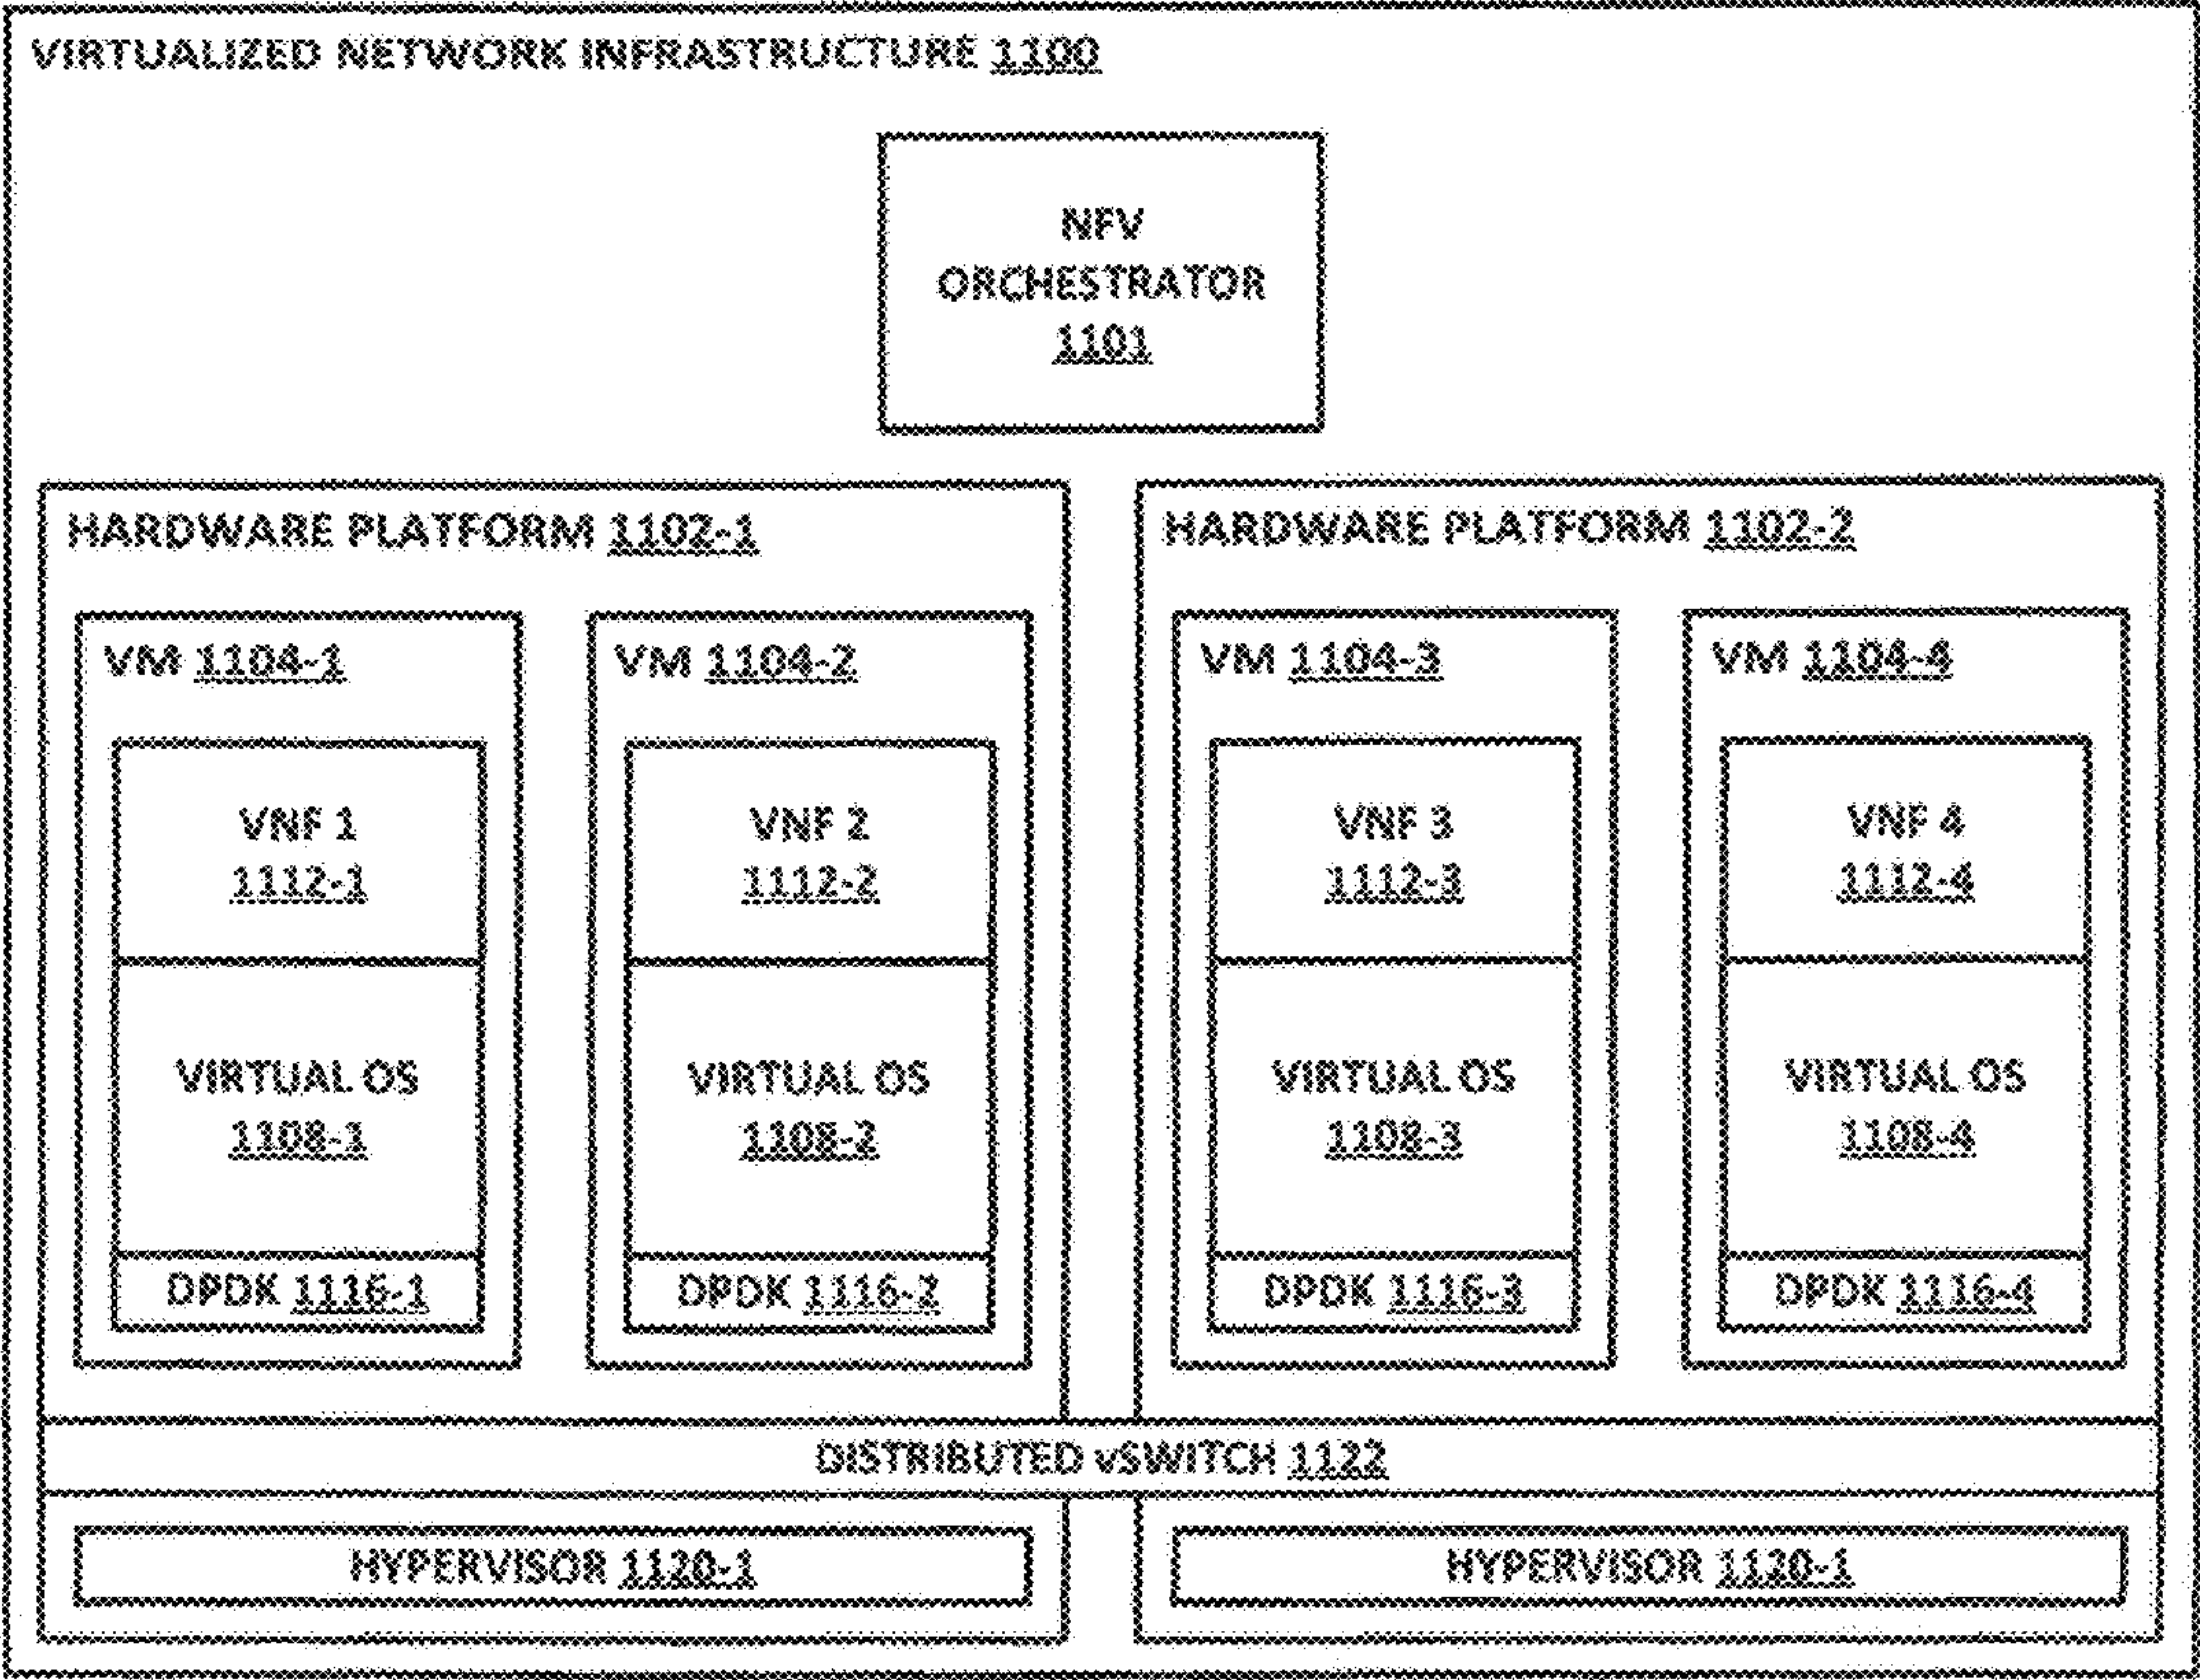 VIRTUALIZED NETWORK INFRASTRUCTURE 1100
NFV
ORCHESTRATOR
1101
HARDWARE PLATFORM 1102-1
VM 1104-1
VNF 1
1112-1
VIRTUAL OS
1108-1
DPDK 1116-1
VM 1104-2
VNF 2
1112-2
VIRTUAL OS
1108-2
DPDK 1116-2
HARDWARE PLATFORM 1102-2
VM 1104-3
VNF 3
1112-3
VIRTUAL OS
1108-3
DPDK 1116-3
VM 1104-4
VNF 4
1112-4
VIRTUAL OS
1108-4
DPDK 1116-4
DISTRIBUTED vSWITCH 1122
HYPERVISOR 1120-1
HYPERVISOR 1120-1